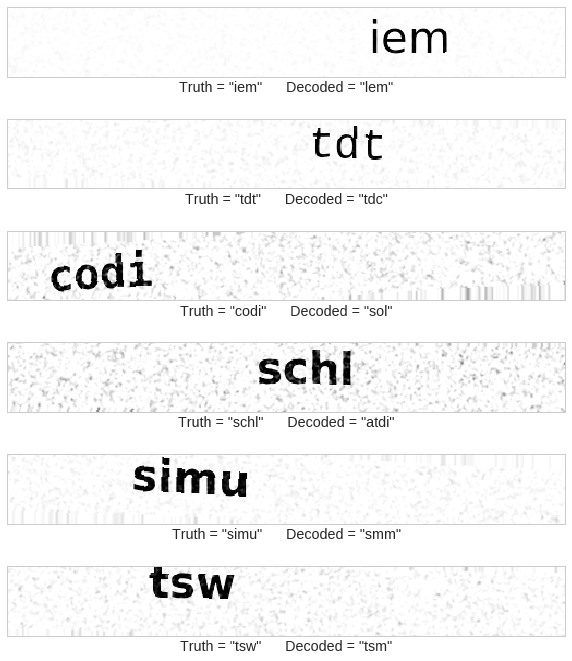 iem
Truth = "iem" Decoded = "lem"
tdt
Truth = "tdt" Decoded = "tdc"
codi
Truth = "codi" Decoded = "sol"
schl
Truth = "schl" Decoded = "atdi"
simu
Truth = "simu" Decoded = "smm"
tsw
Truth = "tsw" Decoded = "tsm"